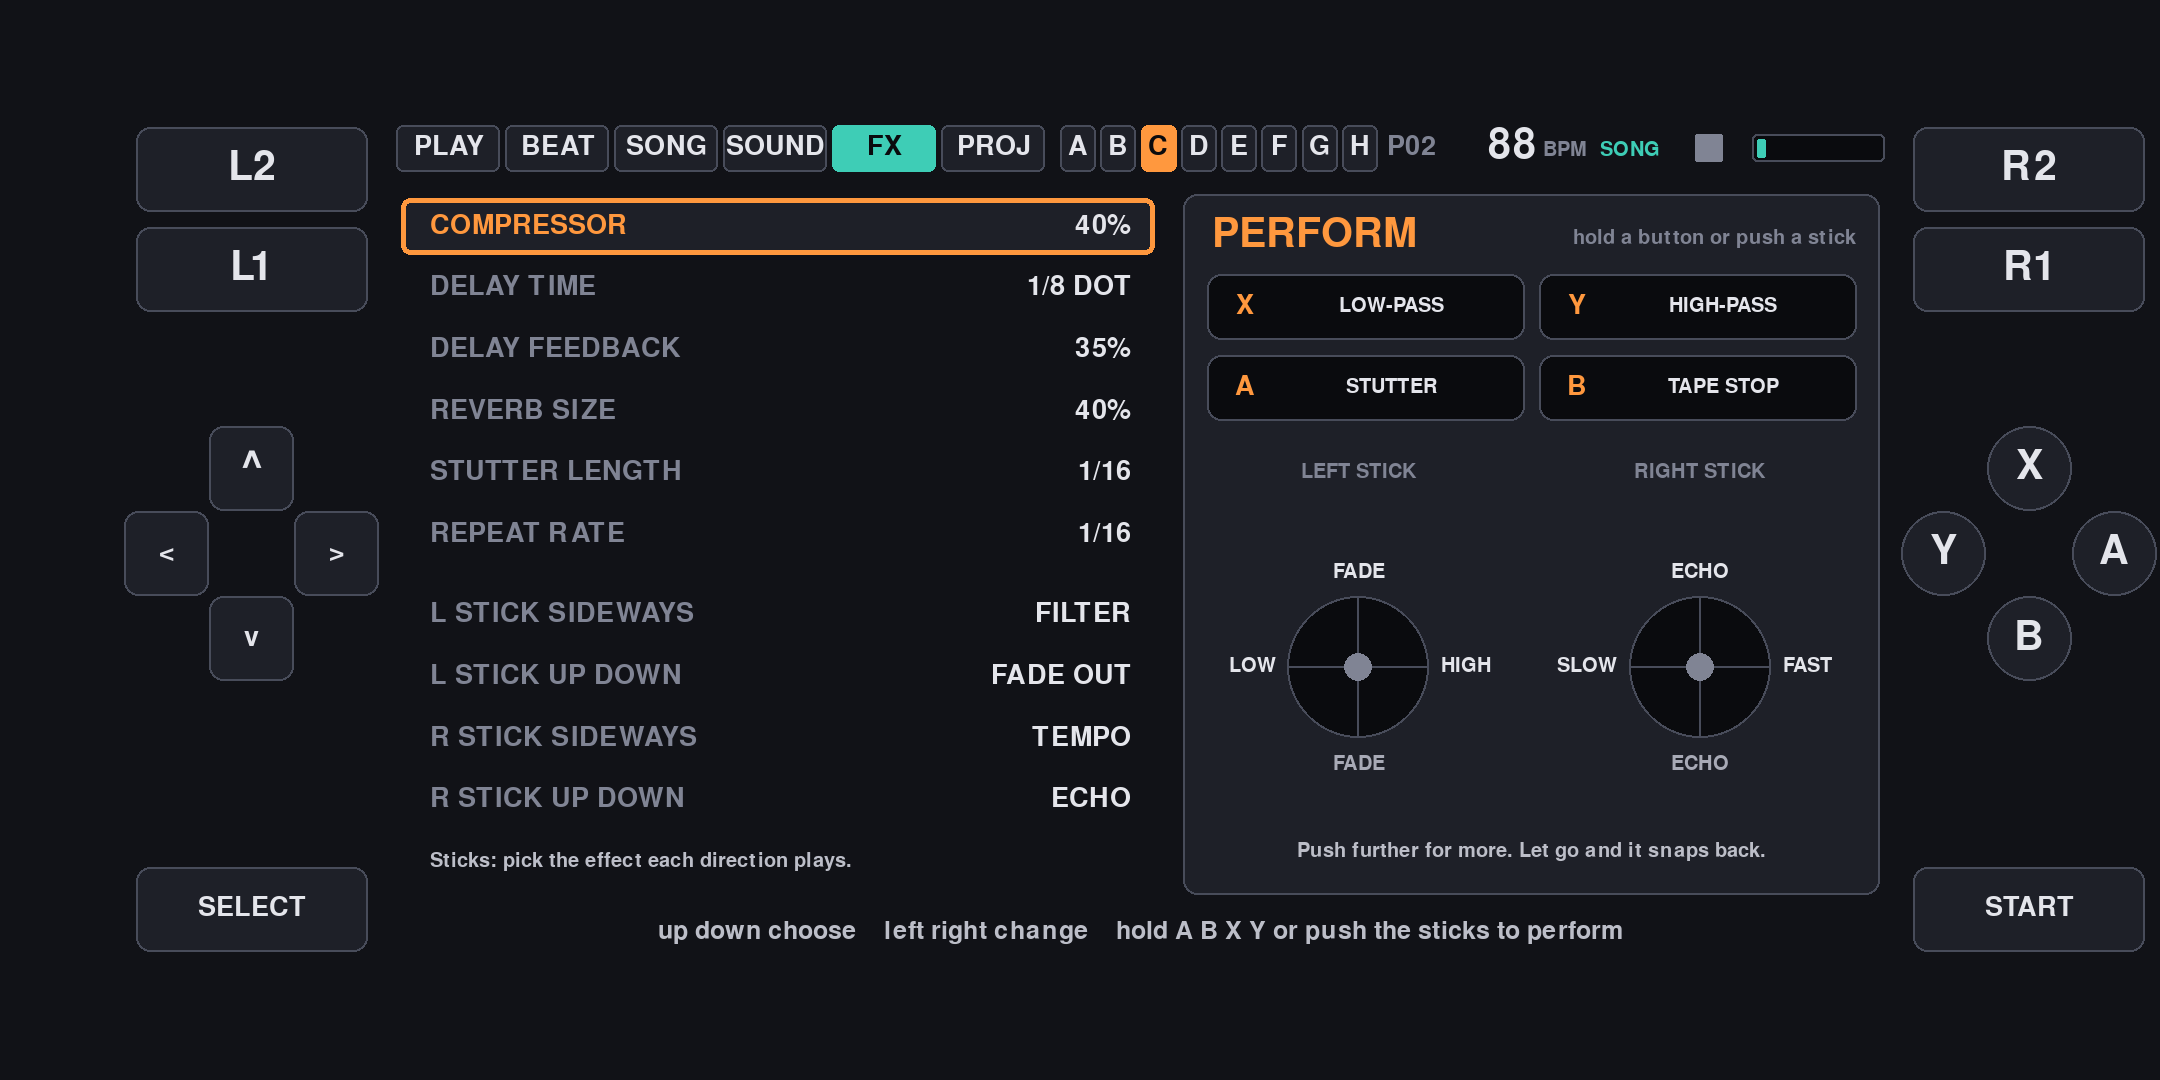 L2
L1
^
<
>
v
SELECT
PLAY BEAT SONG SOUND FX PROJ A B C D E F G H P02 88 BPM SONG
COMPRESSOR 40%
DELAY TIME 1/8 DOT
DELAY FEEDBACK 35%
REVERB SIZE 40%
STUTTER LENGTH 1/16
REPEAT RATE 1/16
L STICK SIDEWAYS FILTER
L STICK UP DOWN FADE OUT
R STICK SIDEWAYS TEMPO
R STICK UP DOWN ECHO
Sticks: pick the effect each direction plays.
PERFORM hold a button or push a stick
X LOW-PASS Y HIGH-PASS
A STUTTER B TAPE STOP
LEFT STICK RIGHT STICK
FADE ECHO
LOW HIGH SLOW FAST
FADE ECHO
Push further for more. Let go and it snaps back.
up down choose left right change hold A B X Y or push the sticks to perform
R2
R1
X
Y A
B
START